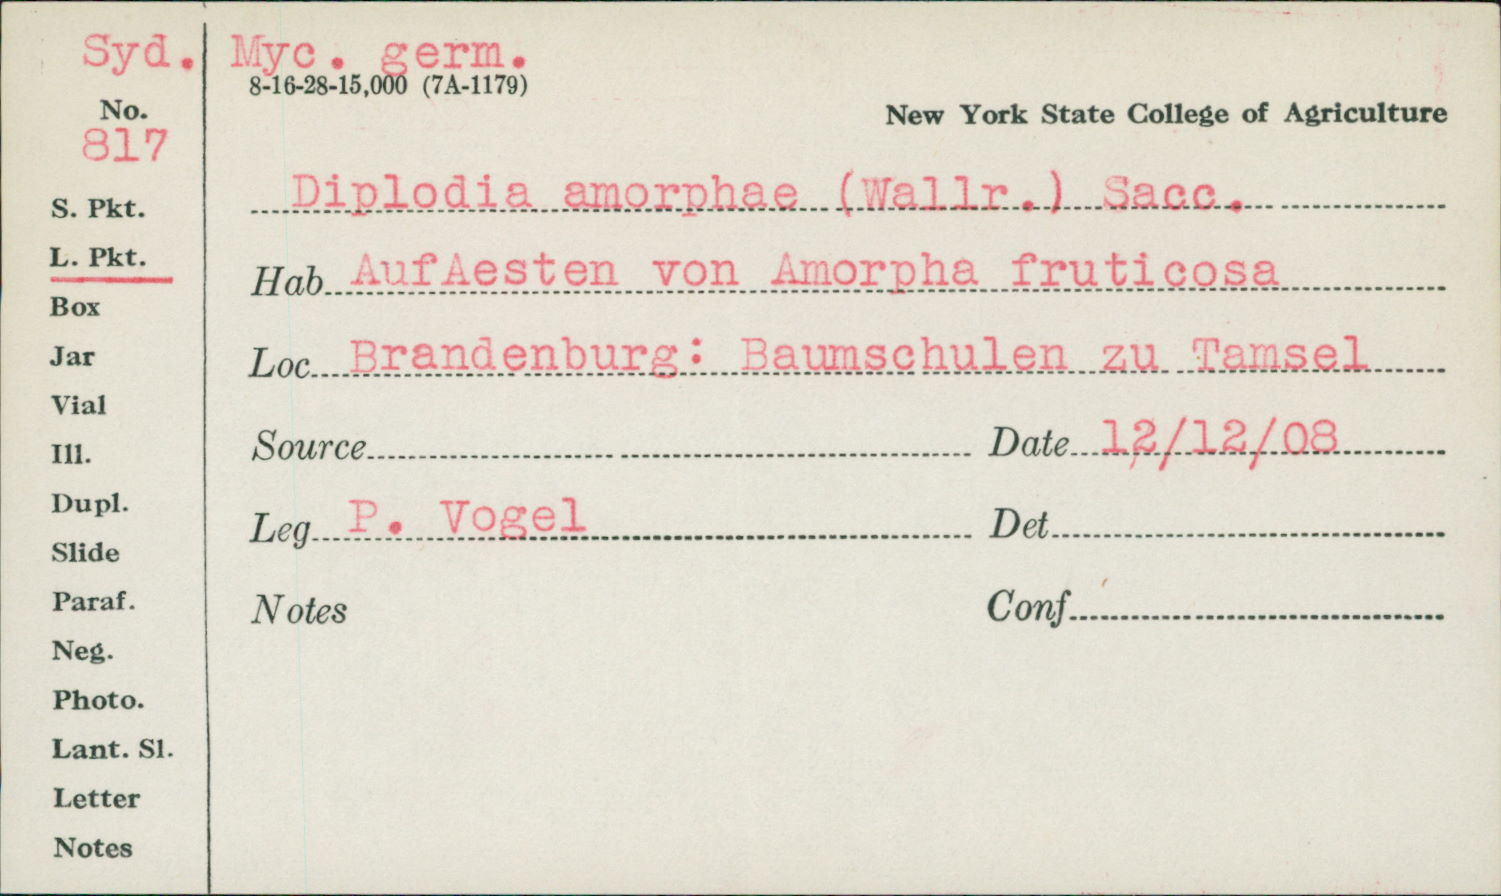 Syd. Myc. germ.
8-16-28-15,000 (7A-1179)
No.
817
New York State College of Agriculture
S. Pkt.
L. Pkt.
Box
Jar
Vial
Ill.
Dupl.
Slide
Paraf.
Neg.
Photo.
Lant. Sl.
Letter
Notes
Diplodia amorphae (Wallr.) Sacc.
Hab Auf Aesten von Amorpha fruticosa
Loc Brandenburg: Baumschulen zu Tamsel
Source Date 12/12/08
Leg P. Vogel Det
Notes Conf